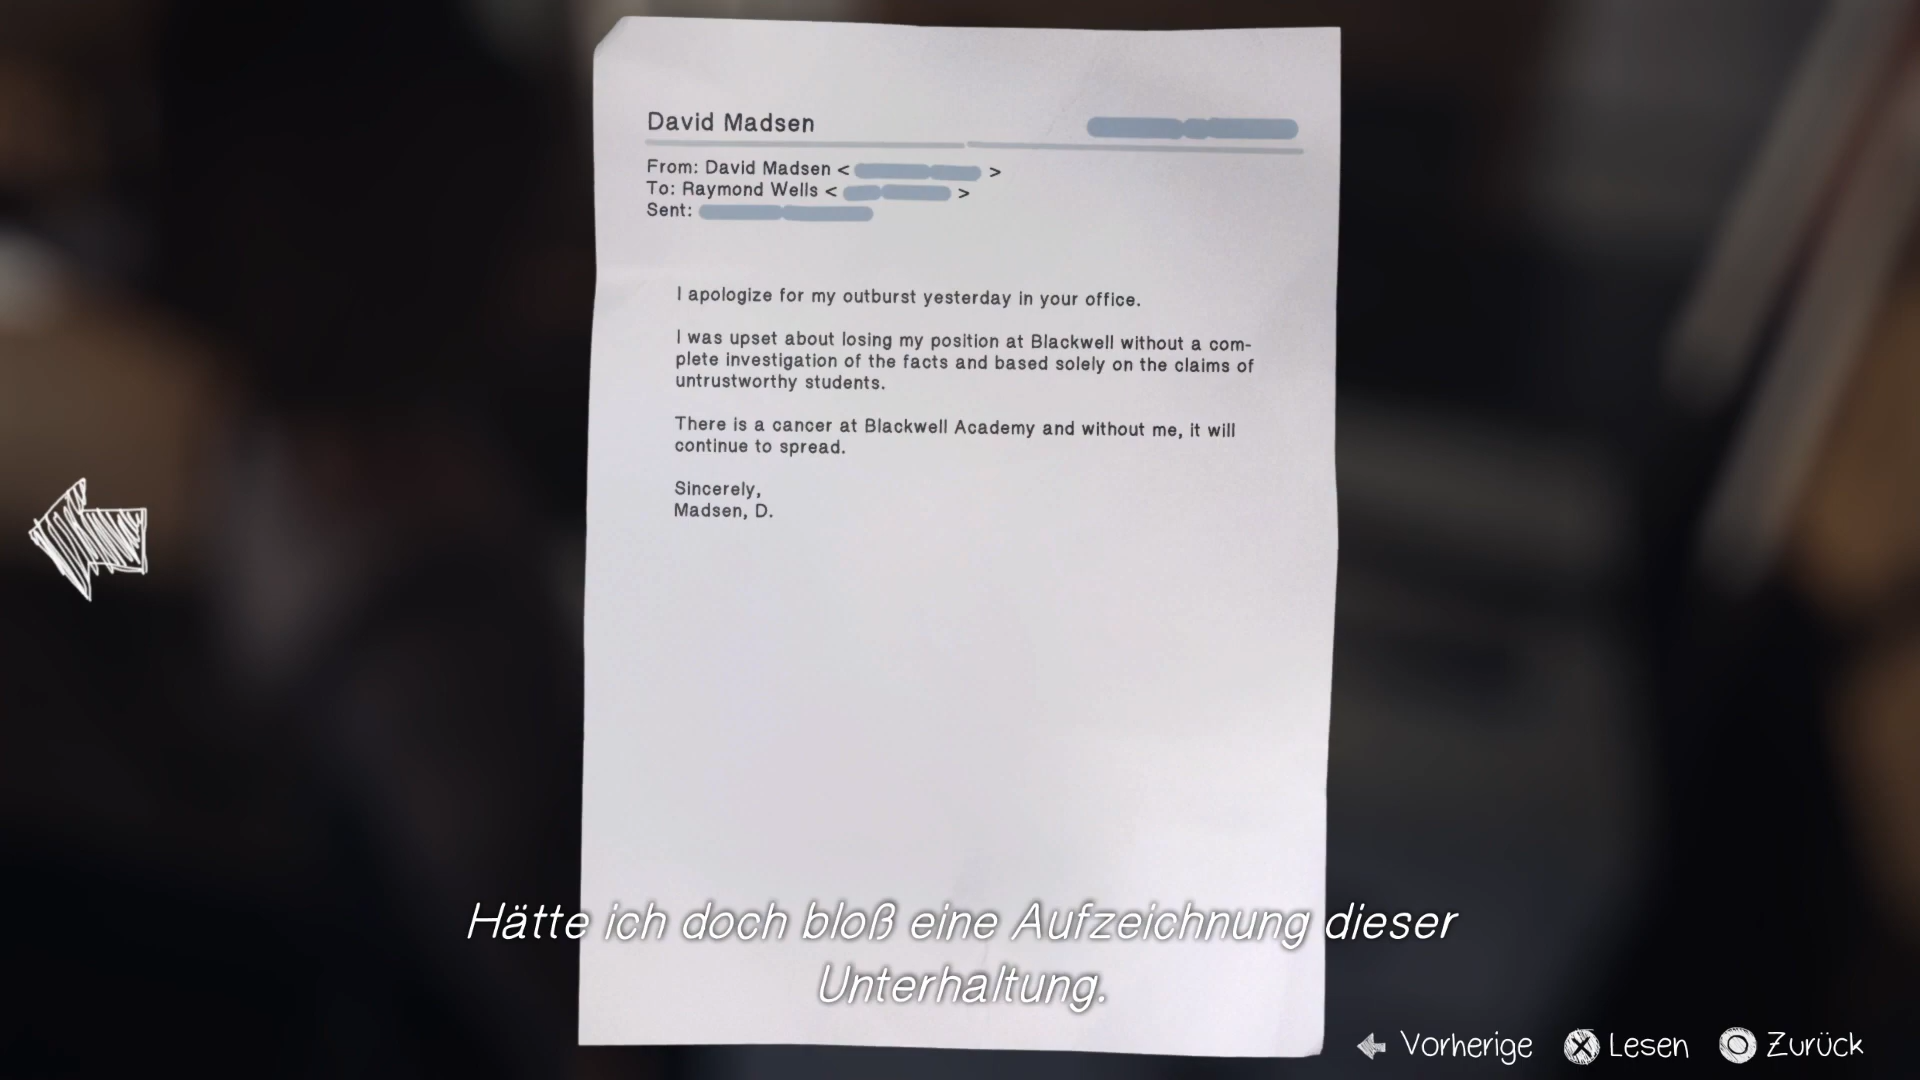 David Madsen
From: David Madsen < >
To: Raymond Wells < >
Sent:
I apologize for my outburst yesterday in your office.
I was upset about losing my position at Blackwell without a com-
plete investigation of the facts and based solely on the claims of
untrustworthy students.
There is a cancer at Blackwell Academy and without me, it will
continue to spread.
Sincerely,
Madsen, D.
Hätte ich doch bloß eine Aufzeichnung dieser
Unterhaltung.
Vorherige Lesen Zurück